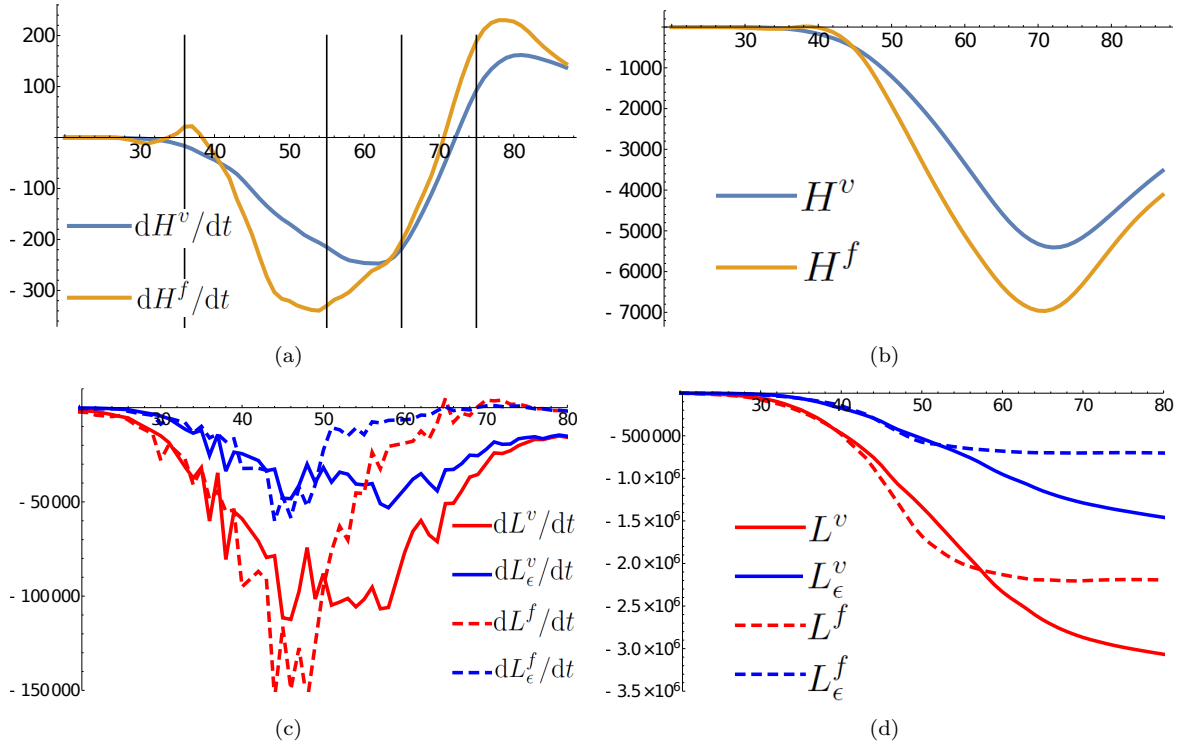 200
100
- 100
- 200
- 300
30 40 50 60 70 80
dH^v/dt
dH^f/dt
(a)
30 40 50 60 70 80
- 1000
- 2000
- 3000
- 4000
- 5000
- 6000
- 7000
H^v
H^f
(b)
30 40 50 60 70 80
- 50000
- 100000
- 150000
dL^v/dt
dL^v_ϵ/dt
dL^f/dt
dL^f_ϵ/dt
(c)
30 40 50 60 70 80
- 500000
- 1.0×10^6
- 1.5×10^6
- 2.0×10^6
- 2.5×10^6
- 3.0×10^6
- 3.5×10^6
L^v
L^v_ϵ
L^f
L^f_ϵ
(d)